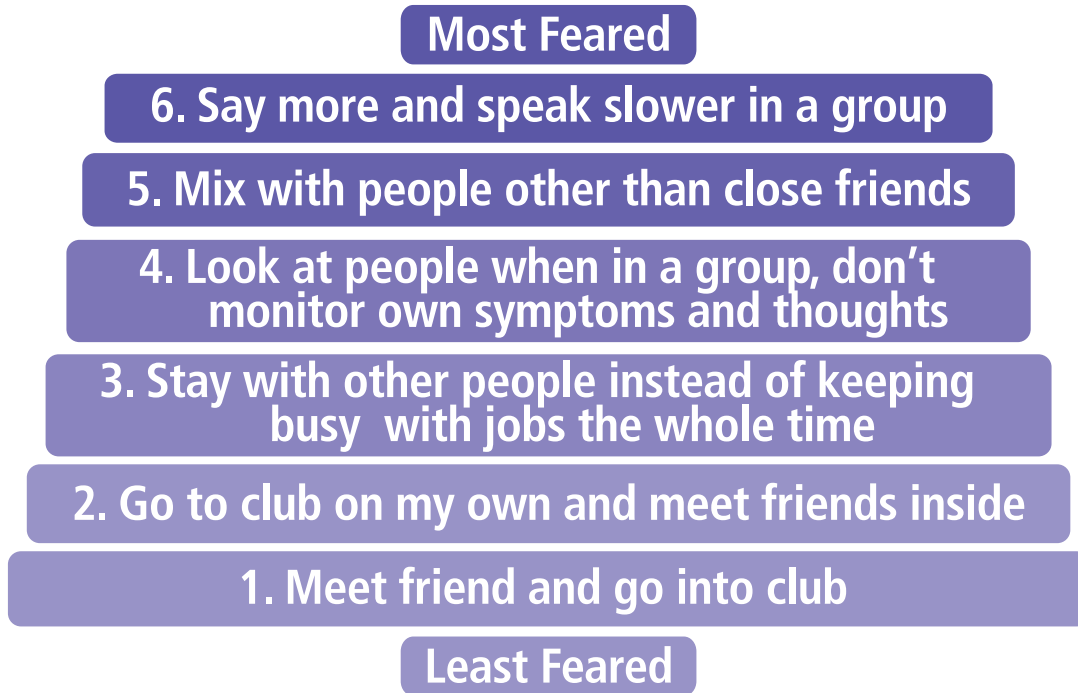 Most Feared
6. Say more and speak slower in a group
5. Mix with people other than close friends
4. Look at people when in a group, don't
monitor own symptoms and thoughts
3. Stay with other people instead of keeping
busy with jobs the whole time
2. Go to club on my own and meet friends inside
1. Meet friend and go into club
Least Feared